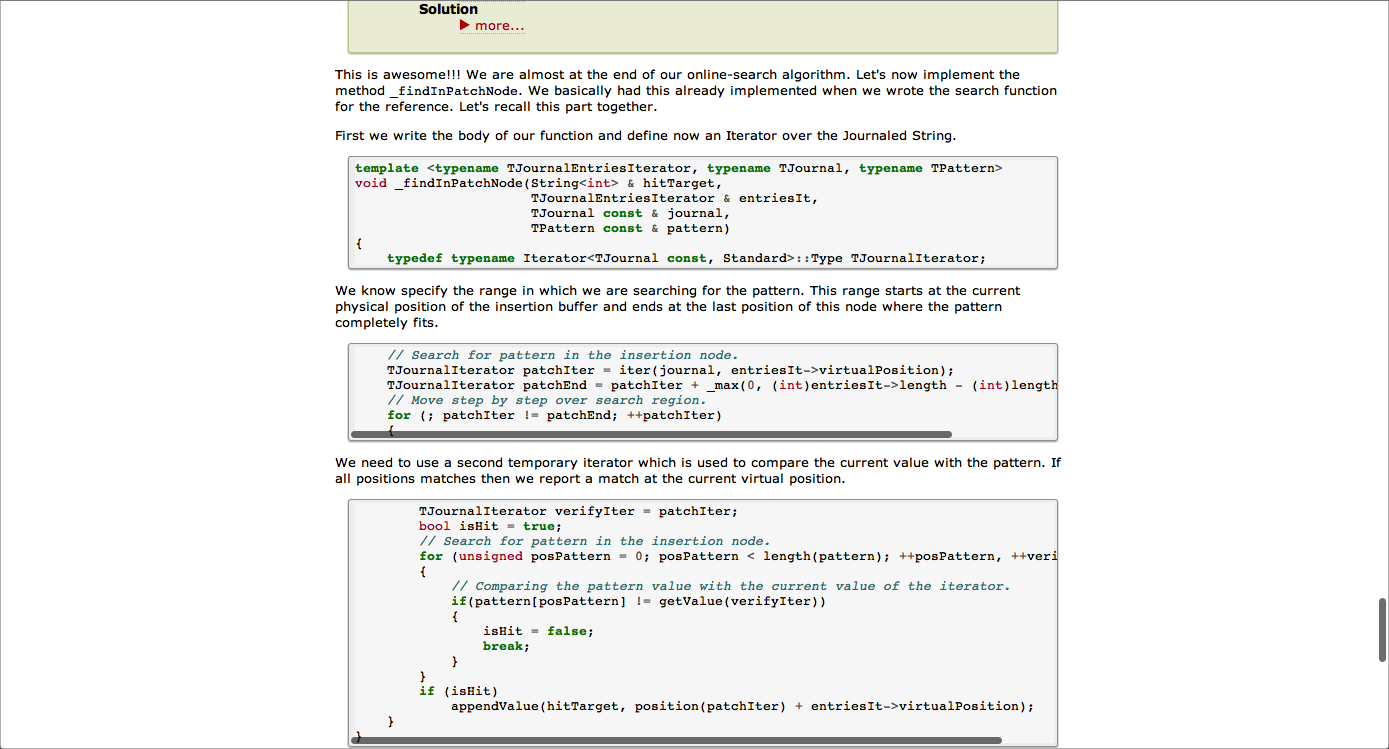 Solution
▶ more...
This is awesome!!! We are almost at the end of our online-search algorithm. Let's now implement the
method _findInPatchNode. We basically had this already implemented when we wrote the search function
for the reference. Let's recall this part together.
First we write the body of our function and define now an Iterator over the Journaled String.
template <typename TJournalEntriesIterator, typename TJournal, typename TPattern>
void _findInPatchNode(String<int> & hitTarget,
                      TJournalEntriesIterator & entriesIt,
                      TJournal const & journal,
                      TPattern const & pattern)
{
    typedef typename Iterator<TJournal const, Standard>::Type TJournalIterator;
We know specify the range in which we are searching for the pattern. This range starts at the current
physical position of the insertion buffer and ends at the last position of this node where the pattern
completely fits.
    // Search for pattern in the insertion node.
    TJournalIterator patchIter = iter(journal, entriesIt->virtualPosition);
    TJournalIterator patchEnd = patchIter + _max(0, (int)entriesIt->length - (int)length
    // Move step by step over search region.
    for (; patchIter != patchEnd; ++patchIter)
    {
We need to use a second temporary iterator which is used to compare the current value with the pattern. If
all positions matches then we report a match at the current virtual position.
        TJournalIterator verifyIter = patchIter;
        bool isHit = true;
        // Search for pattern in the insertion node.
        for (unsigned posPattern = 0; posPattern < length(pattern); ++posPattern, ++veri
        {
            // Comparing the pattern value with the current value of the iterator.
            if(pattern[posPattern] != getValue(verifyIter))
            {
                isHit = false;
                break;
            }
        }
        if (isHit)
            appendValue(hitTarget, position(patchIter) + entriesIt->virtualPosition);
    }
}